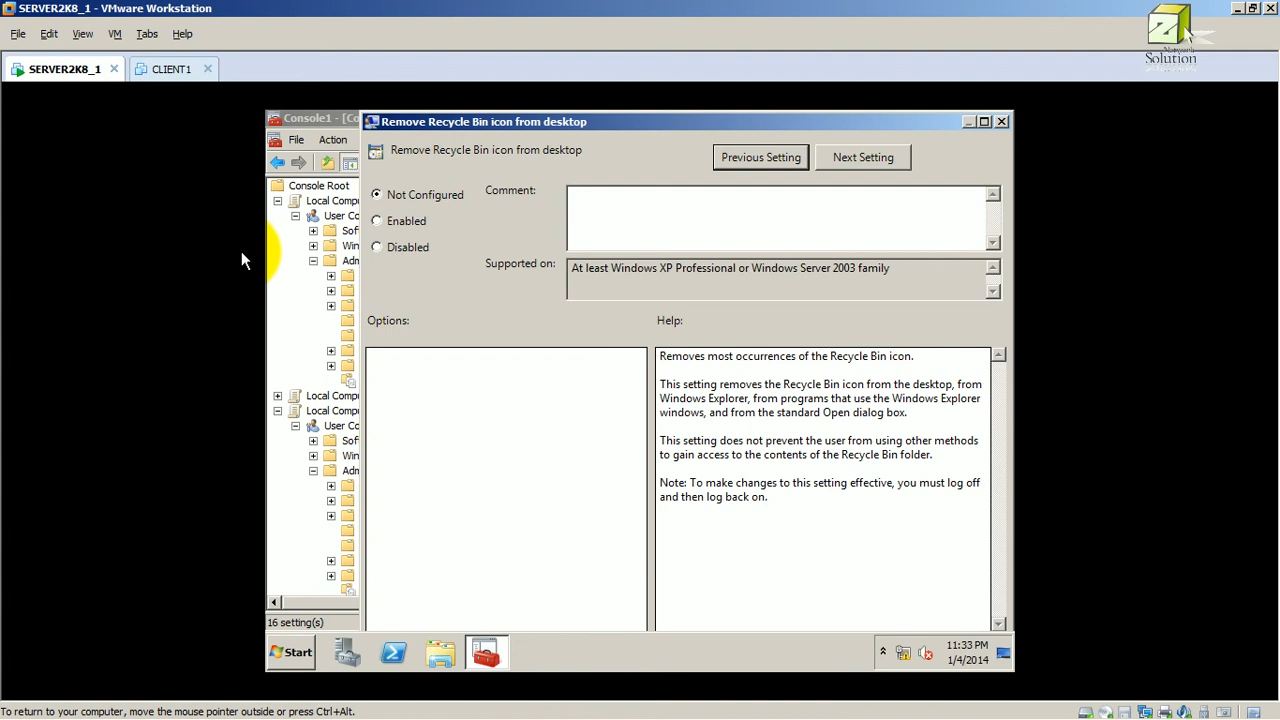 SERVER2K8_1 - VMware Workstation
File Edit View VM Tabs Help
Solution
SERVER2K8_1 CLIENT1
Console1 - [Co
Remove Recycle Bin icon from desktop
File Action
Remove Recycle Bin icon from desktop
Previous Setting Next Setting
Console Root
Local Compu
User Co
Sof
Win
Adm
Local Compu
Local Compu
User Co
Sof
Win
Adm
16 setting(s)
Not Configured
Enabled
Disabled
Comment:
Supported on:
At least Windows XP Professional or Windows Server 2003 family
Options:
Help:
Removes most occurrences of the Recycle Bin icon.
This setting removes the Recycle Bin icon from the desktop, from
Windows Explorer, from programs that use the Windows Explorer
windows, and from the standard Open dialog box.
This setting does not prevent the user from using other methods
to gain access to the contents of the Recycle Bin folder.
Note: To make changes to this setting effective, you must log off
and then log back on.
Start
11:33 PM
1/4/2014
To return to your computer, move the mouse pointer outside or press Ctrl+Alt.